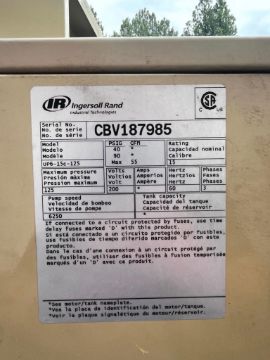 IR Ingersoll Rand
Industrial Technologies
Serial No.
No. de serie
No. de série
CBV187985
Model
Modelo
Modèle
PSIG CFM
40 *
90 *
Max 55
Rating
Capacidad nominal
Calibre
UP6-15c-125
15
Maximum pressure
Presión máxima
Pression maximum
Volts
Voltios
Volts
Amps
Amperios
Ampères
Hertz
Hertzios
Hertz
Phase
Fases
Phases
125
200
*
60
3
Pump speed
Velocidad de bombeo
Vitesse de pompe
Tank capacity
Capacidad del tanque
Capacité de réservoir
6250
*
If connected to a circuit protected by fuses, use time
delay fuses marked 'D' with this product.
Si está conectado a un circuito protegido por fusibles,
use fusibles de tiempo diferido marcados 'D' con
este producto.
Dans le cas d'une connexion à un circuit protégé par
des fusibles, utiliser des fusibles à fusion temporisée
marqués d'un 'D' avec ce produit.
*See motor/tank nameplate.
*Vea la placa de identificación del motor/tanque.
*Voir la plaque signalétique du moteur/réservoir.